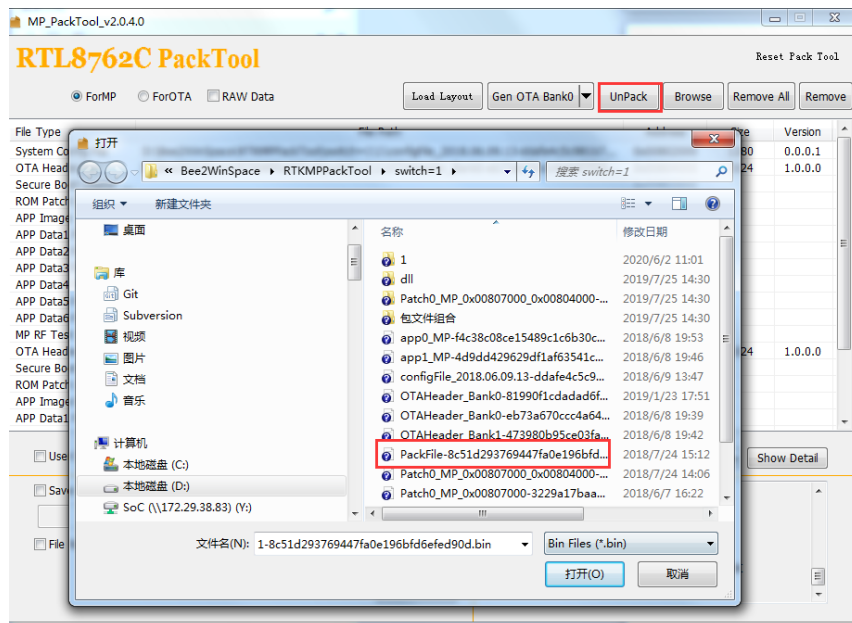 MP_PackTool_v2.0.4.0
RTL8762C PackTool
Reset Pack Tool
ForMP ForOTA RAW Data Load Layout Gen OTA Bank0 UnPack Browse Remove All Remove
File Type Version
System Co 80 0.0.0.1
OTA Head 24 1.0.0.0
Secure Bo
ROM Patch
APP Image
APP Data1
APP Data2
APP Data3
APP Data4
APP Data5
APP Data6
MP RF Tes
OTA Head 24 1.0.0.0
Secure Bo
ROM Patch
APP Image
APP Data1
Use Show Detail
Save
File
打开
« Bee2WinSpace RTKMPPackTool switch=1 搜索 switch=1
组织 新建文件夹
桌面
库
Git
Subversion
视频
图片
文档
音乐
计算机
本地磁盘 (C:)
本地磁盘 (D:)
SoC (\\172.29.38.83) (Y:)
名称 修改日期
1 2020/6/2 11:01
dll 2019/7/25 14:30
Patch0_MP_0x00807000_0x00804000-... 2019/7/25 14:30
包文件组合 2019/7/25 14:30
app0_MP-f4c38c08ce15489c1c6b30c... 2018/6/8 19:53
app1_MP-4d9dd429629df1af63541c... 2018/6/8 19:46
configFile_2018.06.09.13-ddafe4c5c9... 2018/6/9 13:47
OTAHeader_Bank0-81990f1cdadad6f... 2019/1/23 17:51
OTAHeader_Bank0-eb73a670ccc4a64... 2018/6/8 19:39
OTAHeader_Bank1-473980b95ce03fa... 2018/6/8 19:42
PackFile-8c51d293769447fa0e196bfd... 2018/7/24 15:12
Patch0_MP_0x00807000_0x00804000-... 2018/7/24 14:06
Patch0_MP_0x00807000-3229a17baa... 2018/6/7 16:22
文件名(N): 1-8c51d293769447fa0e196bfd6efed90d.bin Bin Files (*.bin)
打开(O) 取消